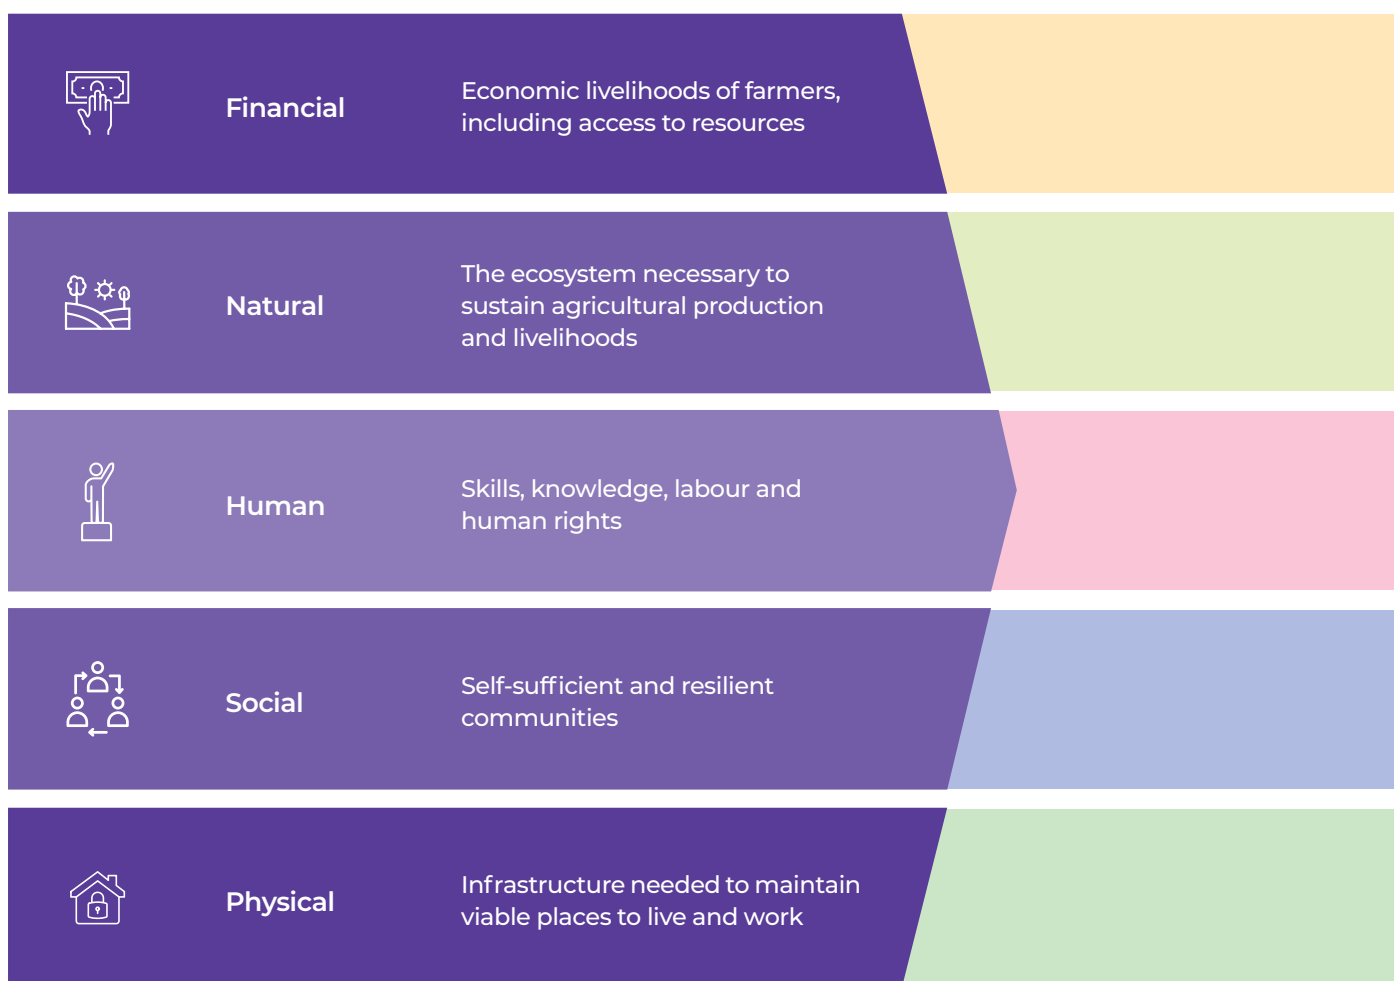 Financial
Economic livelihoods of farmers,
including access to resources
Natural
The ecosystem necessary to
sustain agricultural production
and livelihoods
Human
Skills, knowledge, labour and
human rights
Social
Self-sufficient and resilient
communities
Physical
Infrastructure needed to maintain
viable places to live and work